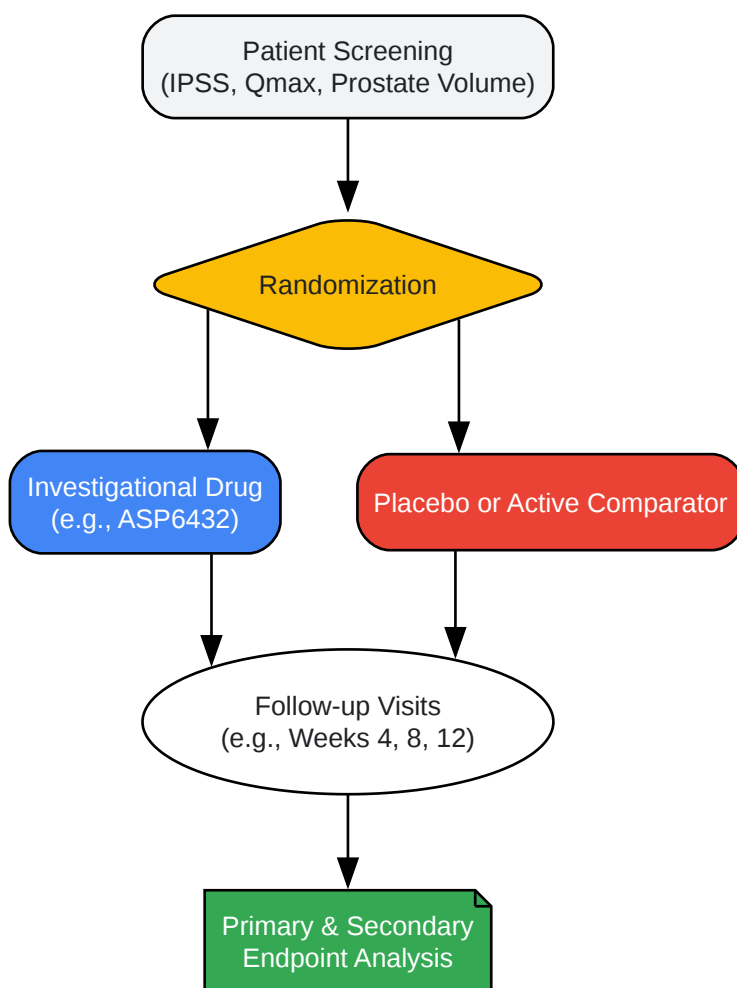 Patient Screening
(IPSS, Qmax, Prostate Volume)
Randomization
Investigational Drug
(e.g., ASP6432)
Placebo or Active Comparator
Follow-up Visits
(e.g., Weeks 4, 8, 12)
Primary & Secondary
Endpoint Analysis